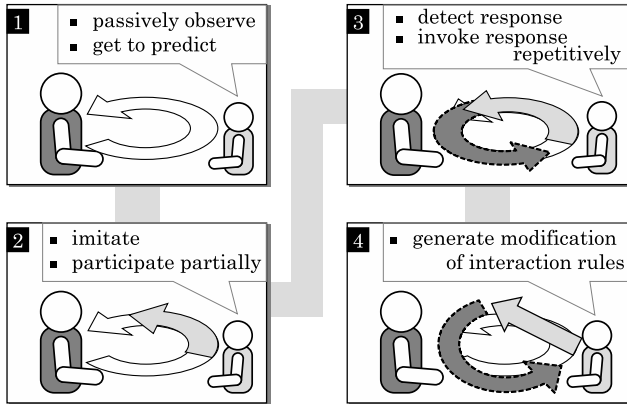 1
▪ passively observe
▪ get to predict
2
▪ imitate
▪ participate partially
3
▪ detect response
▪ invoke response
repetitively
4
▪ generate modification
of interaction rules